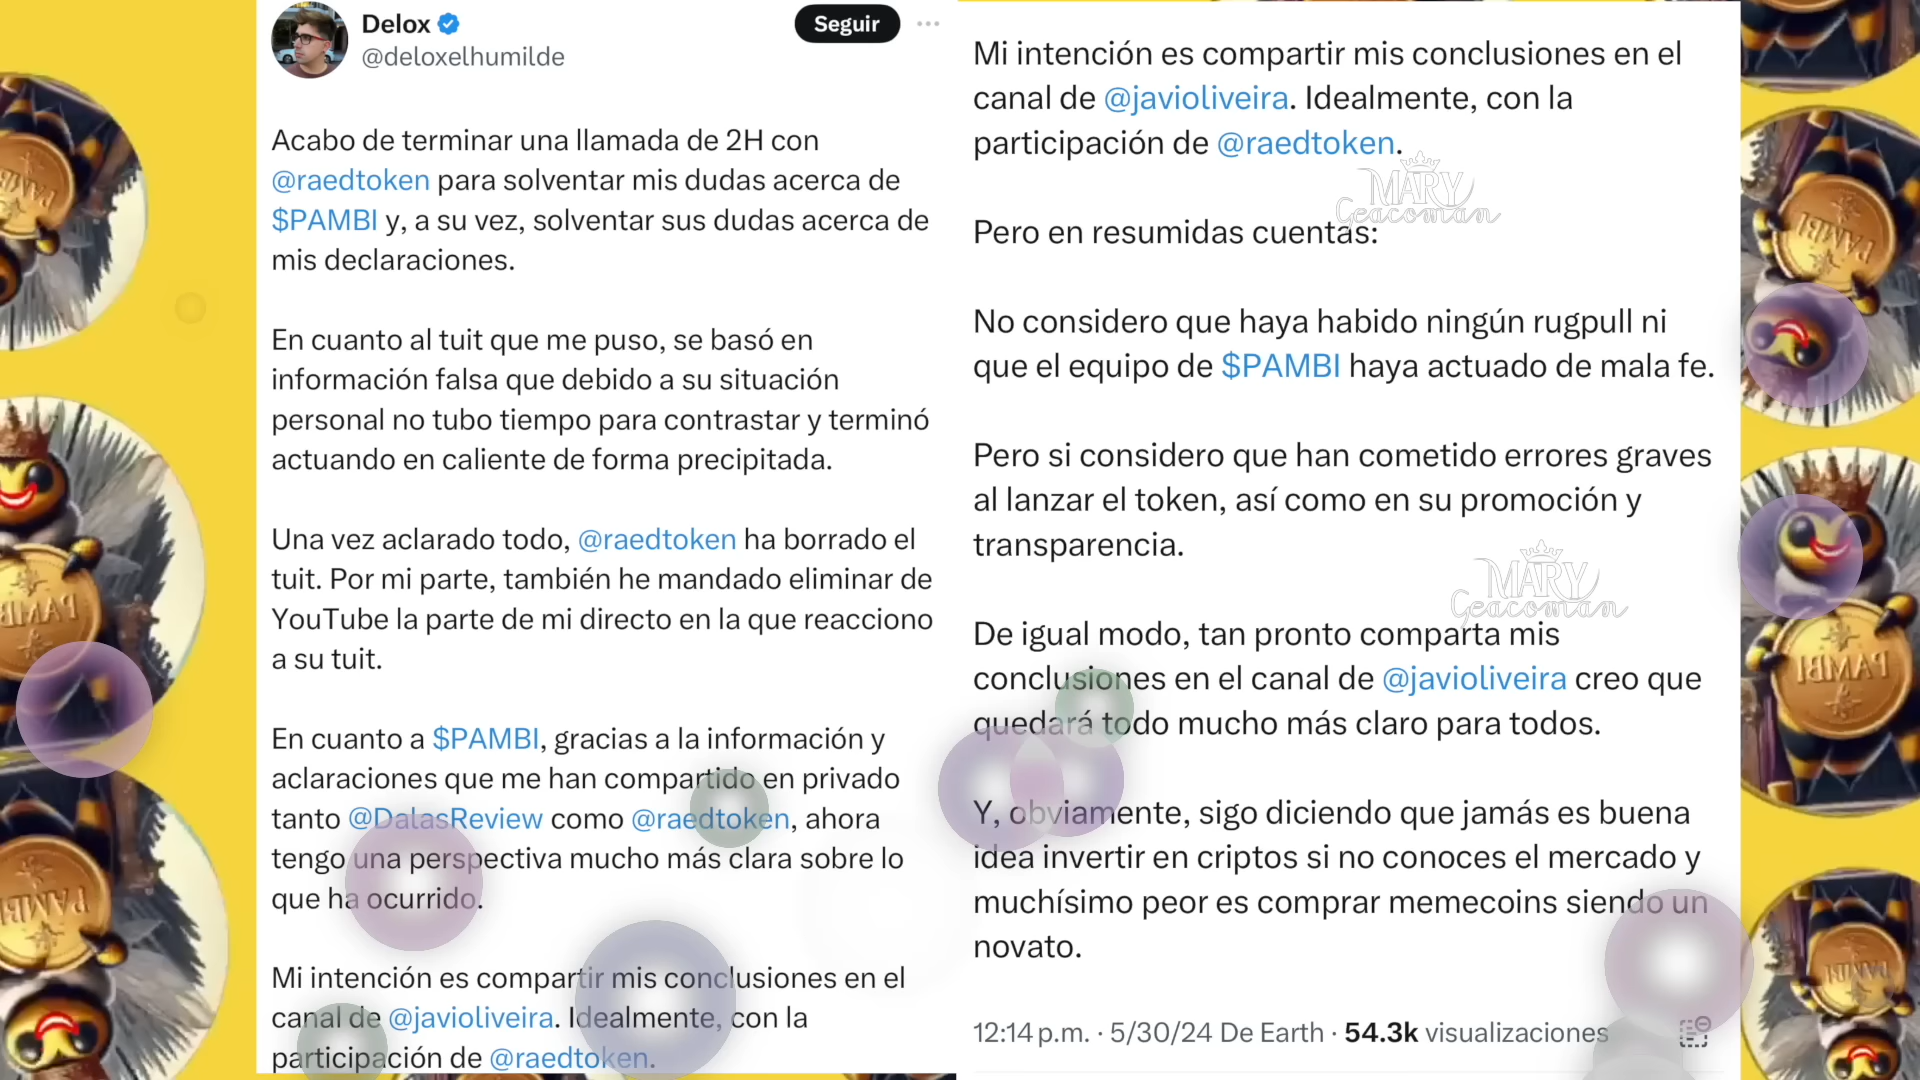 Delox
@deloxelhumilde
Seguir
Acabo de terminar una llamada de 2H con
@raedtoken para solventar mis dudas acerca de
$PAMBI y, a su vez, solventar sus dudas acerca de
mis declaraciones.
En cuanto al tuit que me puso, se basó en
información falsa que debido a su situación
personal no tubo tiempo para contrastar y terminó
actuando en caliente de forma precipitada.
Una vez aclarado todo, @raedtoken ha borrado el
tuit. Por mi parte, también he mandado eliminar de
YouTube la parte de mi directo en la que reacciono
a su tuit.
En cuanto a $PAMBI, gracias a la información y
aclaraciones que me han compartido en privado
tanto @DalasReview como @raedtoken, ahora
tengo una perspectiva mucho más clara sobre lo
que ha ocurrido.
Mi intención es compartir mis conclusiones en el
canal de @javioliveira. Idealmente, con la
participación de @raedtoken.
Mi intención es compartir mis conclusiones en el
canal de @javioliveira. Idealmente, con la
participación de @raedtoken.
MARY
Geacoman
Pero en resumidas cuentas:
No considero que haya habido ningún rugpull ni
que el equipo de $PAMBI haya actuado de mala fe.
Pero si considero que han cometido errores graves
al lanzar el token, así como en su promoción y
transparencia.
MARY
Geacoman
De igual modo, tan pronto comparta mis
conclusiones en el canal de @javioliveira creo que
quedará todo mucho más claro para todos.
Y, obviamente, sigo diciendo que jamás es buena
idea invertir en criptos si no conoces el mercado y
muchísimo peor es comprar memecoins siendo un
novato.
12:14 p.m. · 5/30/24 De Earth · 54.3k visualizaciones
PAMBI
PAMBI
PAMBI
PAMBI
PAMBI
PAMBI